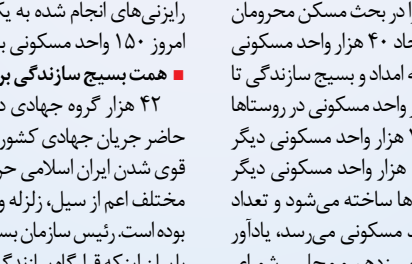 را در بحث مسکن محرومان
جاد ۴۰ هزار واحد مسکونی
ه امداد و بسیج سازندگی تا
ر واحد مسکونی در روستاها
هزار واحد مسکونی دیگر
هزار واحد مسکونی دیگر
ها ساخته می‌شود و تعداد
د مسکونی می‌رسد، یادآور
رایزنی‌های انجام شده به یک
امروز ۱۵۰ واحد مسکونی ب
■ همت بسیج سازندگی بر
۴۲ هزار گروه جهادی د
حاضر جریان جهادی کشور
قوی شدن ایران اسلامی حر
مختلف اعم از سیل، زلزله و
بوده است. رئیس سازمان بس